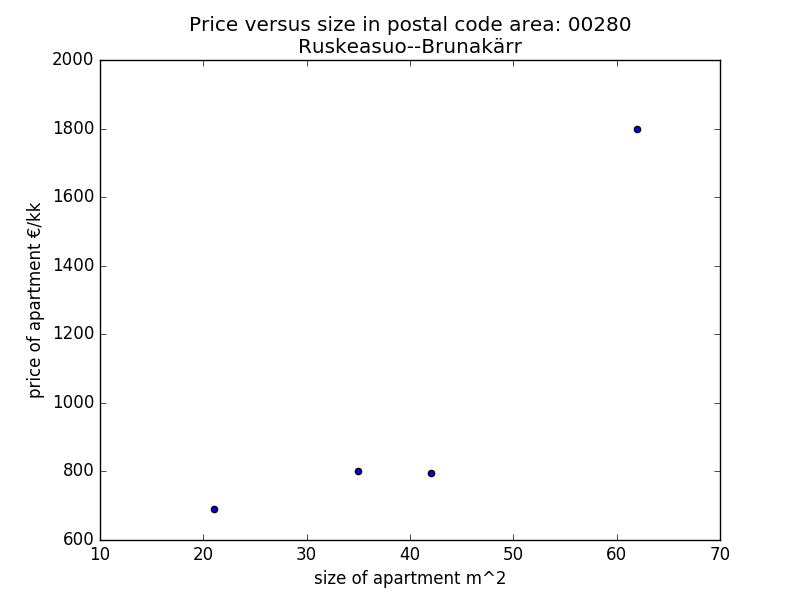 Price versus size in postal code area: 00280
Ruskeasuo--Brunakärr
2000
1800
1600
1400
1200
1000
800
600
price of apartment €/kk
10 20 30 40 50 60 70
size of apartment m^2